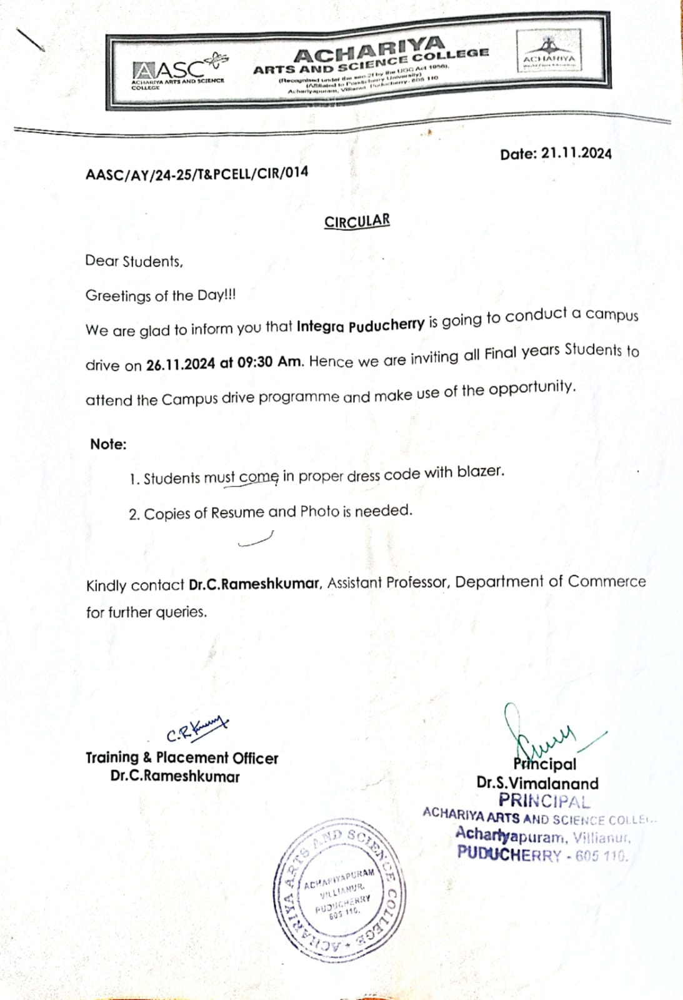 AASC
ACHARIYA ARTS AND SCIENCE
COLLEGE
ACHARIYA
ARTS AND SCIENCE COLLEGE
(Recognised under the sec-2f by the UGC Act 1956).
(Affiliated to Pondicherry University)
Achariyapuram, Villianur, Puducherry- 605 110
ACHARIYA
World Class Education
Date: 21.11.2024
AASC/AY/24-25/T&PCELL/CIR/014
CIRCULAR
Dear Students,
Greetings of the Day!!!
We are glad to inform you that Integra Puducherry is going to conduct a campus
drive on 26.11.2024 at 09:30 Am. Hence we are inviting all Final years Students to
attend the Campus drive programme and make use of the opportunity.
Note:
1. Students must come in proper dress code with blazer.
2. Copies of Resume and Photo is needed.
Kindly contact Dr.C.Rameshkumar, Assistant Professor, Department of Commerce
for further queries.
Training & Placement Officer
Dr.C.Rameshkumar
Principal
Dr.S.Vimalanand
PRINCIPAL
ACHARIYA ARTS AND SCIENCE COLLEG
Achariyapuram, Villianur,
PUDUCHERRY - 605 110.
ACHARIYA ARTS AND SCIENCE COLLEGE
ACHARIYAPURAM
VILLIANUR,
PUDUCHERRY
605 110.